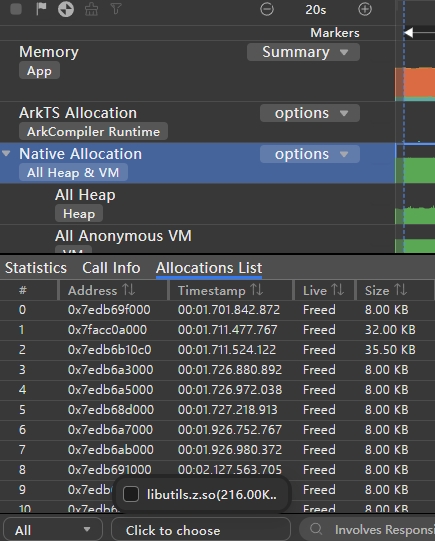 20s
Markers
Memory
Summary
App
ArkTS Allocation
options
ArkCompiler Runtime
Native Allocation
options
All Heap & VM
All Heap
Heap
All Anonymous VM
VM
Statistics Call Info Allocations List
# Address Timestamp Live Size
0 0x7edb69f000 00:01.701.842.872 Freed 8.00 KB
1 0x7facc0a000 00:01.711.477.767 Freed 32.00 KB
2 0x7edb6b10c0 00:01.711.524.122 Freed 35.50 KB
3 0x7edb6a3000 00:01.726.880.892 Freed 8.00 KB
4 0x7edb6a5000 00:01.726.972.038 Freed 8.00 KB
5 0x7edb68d000 00:01.727.218.913 Freed 8.00 KB
6 0x7edb6a7000 00:01.926.752.767 Freed 8.00 KB
7 0x7edb6ab000 00:01.926.980.372 Freed 8.00 KB
8 0x7edb691000 00:02.127.563.705 Freed 8.00 KB
9 0x7edb Freed 8.00 KB
10 Freed 8.00 KB
libutils.z.so(216.00K..
All Click to choose Involves Responsi